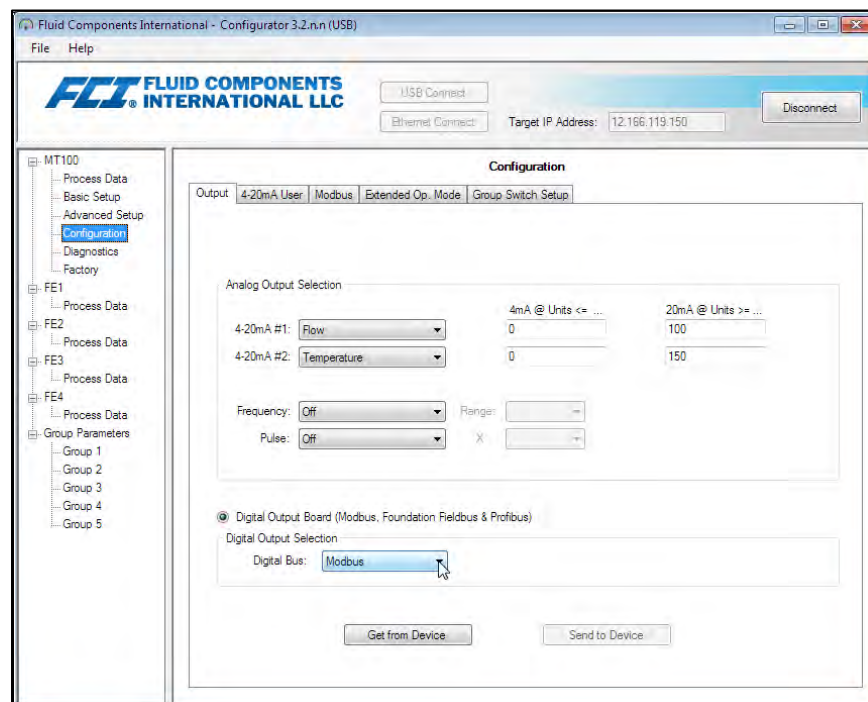 Fluid Components International - Configurator 3.2.n.n (USB)
File Help
FCI FLUID COMPONENTS
® INTERNATIONAL LLC
USB Connect
Ethernet Connect Target IP Address: 12.166.119.150
Disconnect
MT100
Process Data
Basic Setup
Advanced Setup
Configuration
Diagnostics
Factory
FE1
Process Data
FE2
Process Data
FE3
Process Data
FE4
Process Data
Group Parameters
Group 1
Group 2
Group 3
Group 4
Group 5
Configuration
Output 4-20mA User Modbus Extended Op. Mode Group Switch Setup
Analog Output Selection
4mA @ Units <= ... 20mA @ Units >= ...
4-20mA #1: Flow 0 100
4-20mA #2: Temperature 0 150
Frequency: Off Range:
Pulse: Off X
Digital Output Board (Modbus, Foundation Fieldbus & Profibus)
Digital Output Selection
Digital Bus: Modbus
Get from Device Send to Device